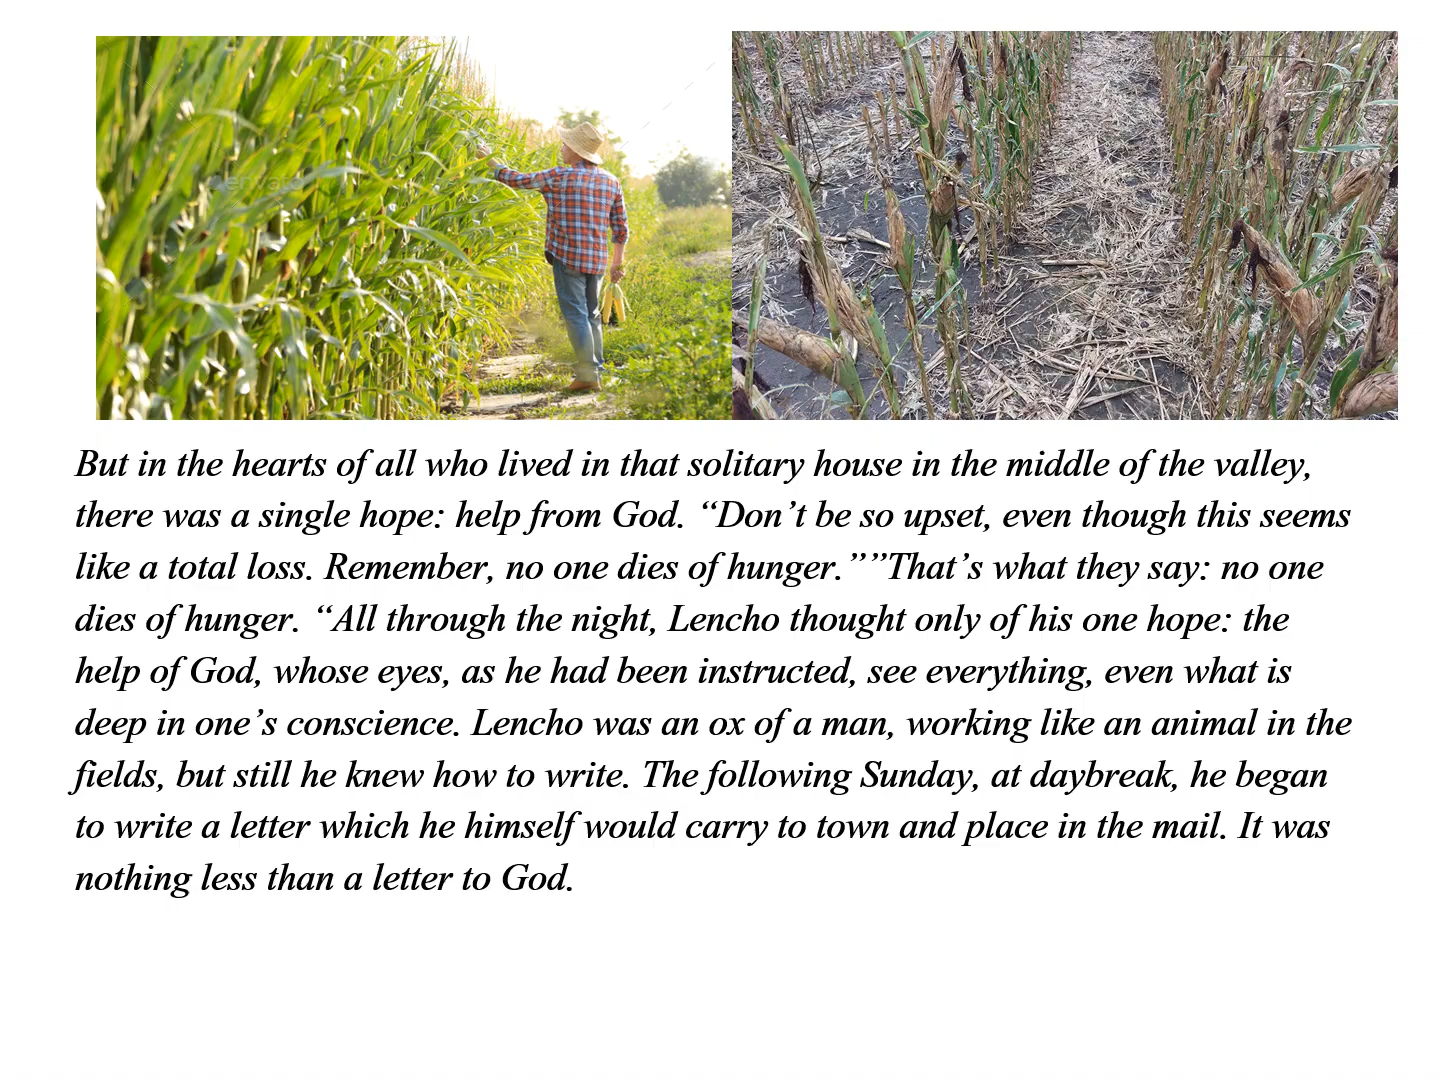 But in the hearts of all who lived in that solitary house in the middle of the valley,
there was a single hope: help from God. “Don’t be so upset, even though this seems
like a total loss. Remember, no one dies of hunger.””That’s what they say: no one
dies of hunger. “All through the night, Lencho thought only of his one hope: the
help of God, whose eyes, as he had been instructed, see everything, even what is
deep in one’s conscience. Lencho was an ox of a man, working like an animal in the
fields, but still he knew how to write. The following Sunday, at daybreak, he began
to write a letter which he himself would carry to town and place in the mail. It was
nothing less than a letter to God.